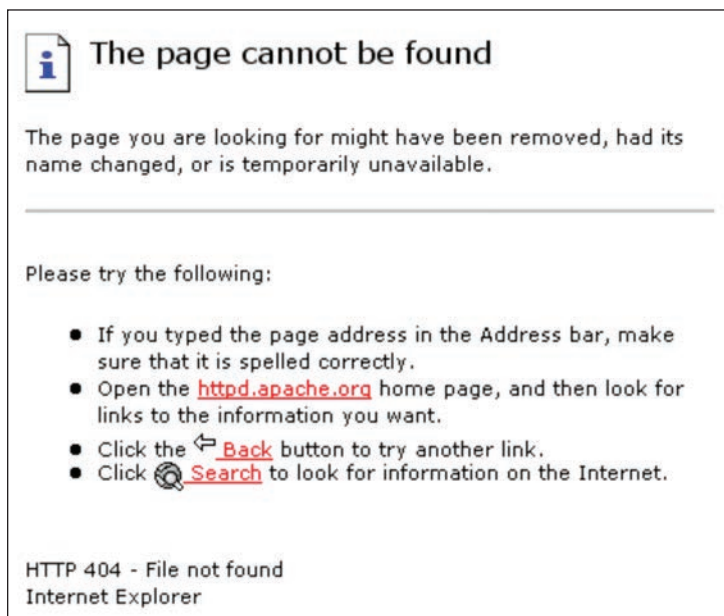 The page cannot be found
The page you are looking for might have been removed, had its
name changed, or is temporarily unavailable.
Please try the following:
● If you typed the page address in the Address bar, make
sure that it is spelled correctly.
● Open the httpd.apache.org home page, and then look for
links to the information you want.
● Click the Back button to try another link.
● Click Search to look for information on the Internet.
HTTP 404 - File not found
Internet Explorer